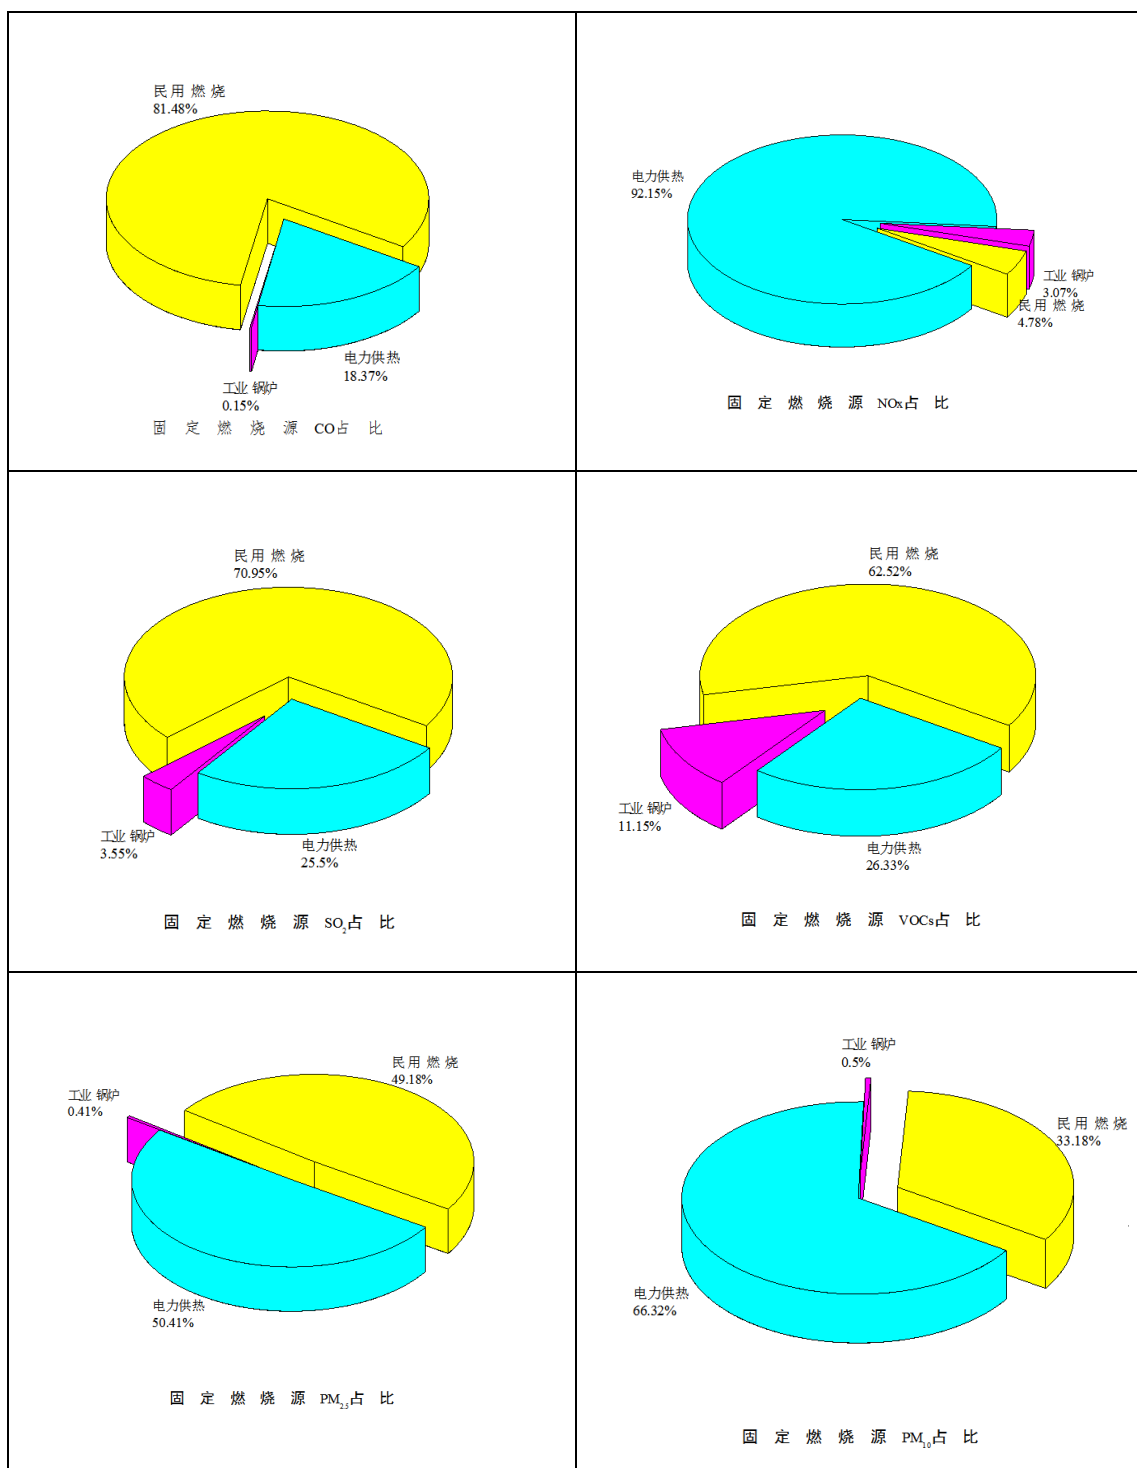 民用燃烧
81.48%
电力供热
18.37%
工业锅炉
0.15%
固定燃烧源 CO占比
电力供热
92.15%
工业锅炉
3.07%
民用燃烧
4.78%
固定燃烧源 NOx占比
民用燃烧
70.95%
工业锅炉
3.55%
电力供热
25.5%
固定燃烧源 SO₂占比
民用燃烧
62.52%
工业锅炉
11.15%
电力供热
26.33%
固定燃烧源 VOCs占比
民用燃烧
49.18%
工业锅炉
0.41%
电力供热
50.41%
固定燃烧源 PM₂.₅占比
工业锅炉
0.5%
民用燃烧
33.18%
电力供热
66.32%
固定燃烧源 PM₁₀占比